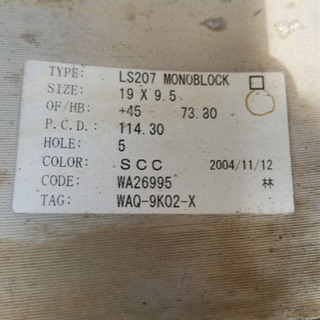 TYPE: LS207 MONOBLOCK
SIZE: 19 X 9.5
OF/HB: +45 73.80
P.C.D.: 114.30
HOLE: 5
COLOR: SCC 2004/11/12
CODE: WA26995 林
TAG: WAQ-9K02-X